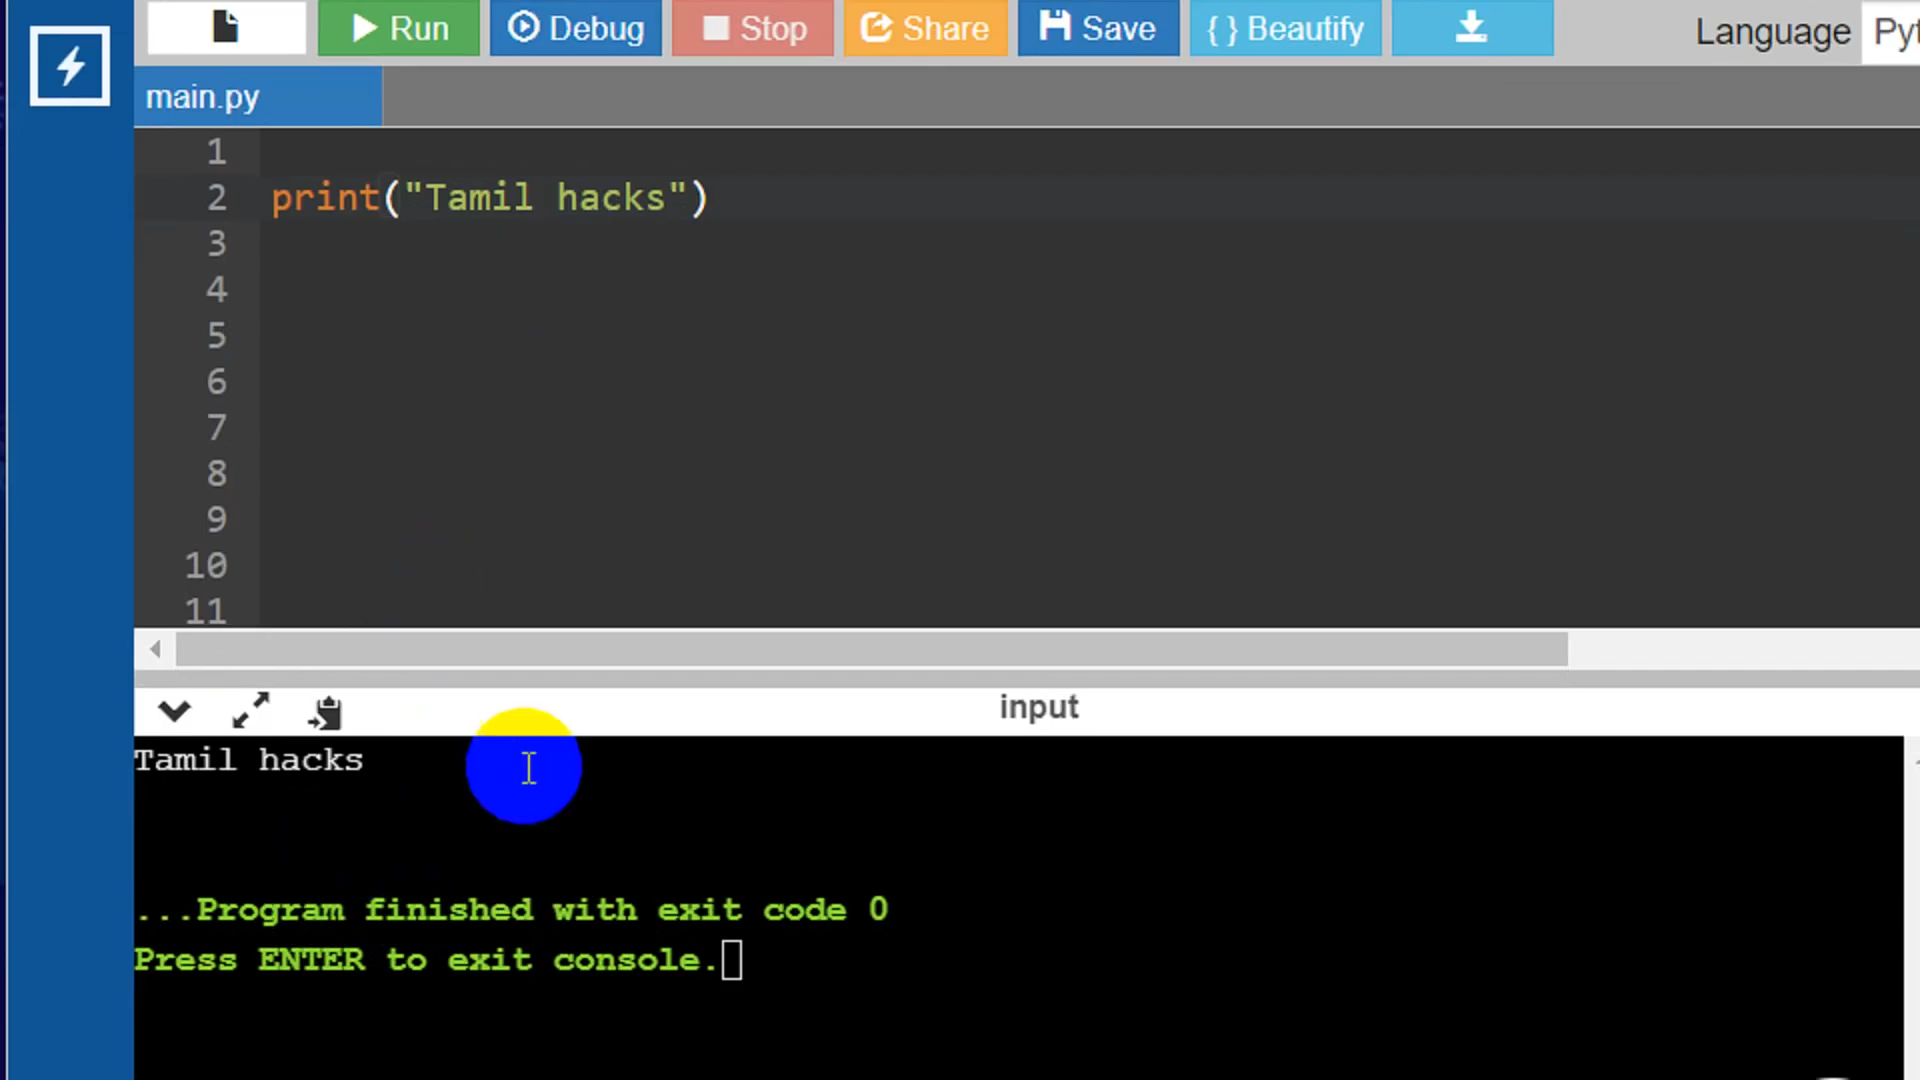 Run Debug Stop Share Save { } Beautify Language
main.py
1
2 print("Tamil hacks")
3
4
5
6
7
8
9
10
11
input
Tamil hacks
...Program finished with exit code 0
Press ENTER to exit console.